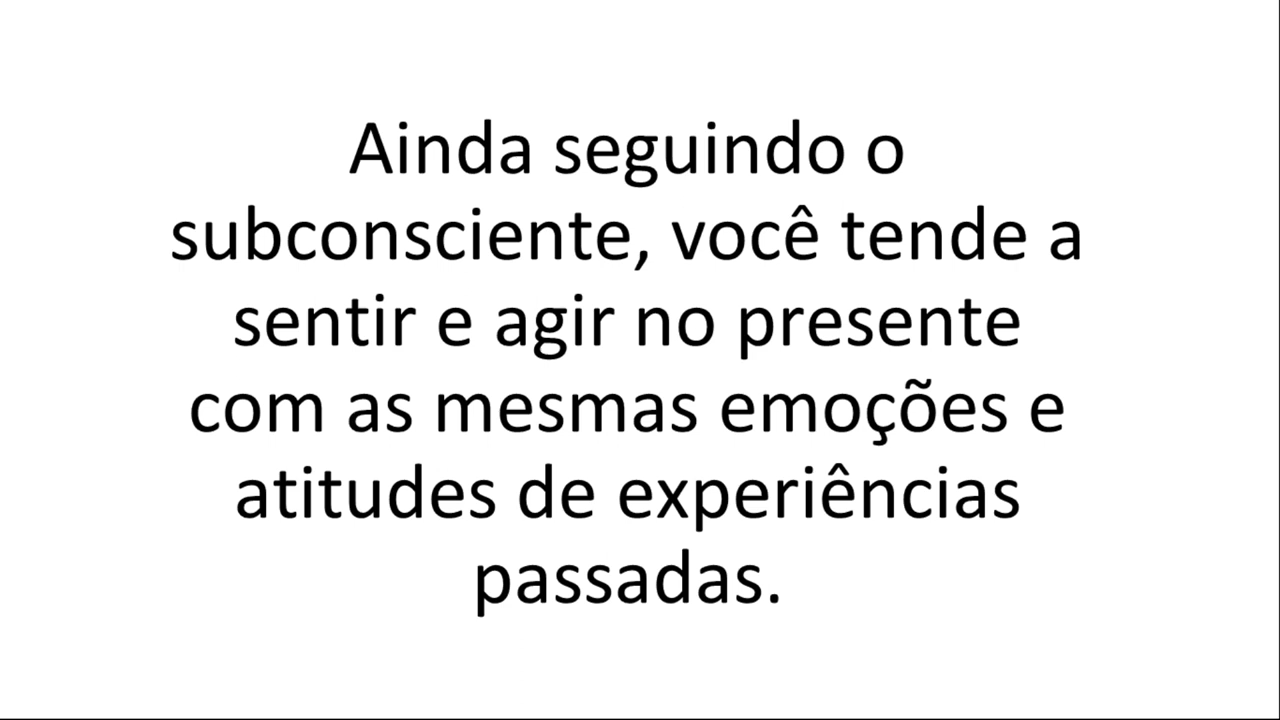 Ainda seguindo o
subconsciente, você tende a
sentir e agir no presente
com as mesmas emoções e
atitudes de experiências
passadas.